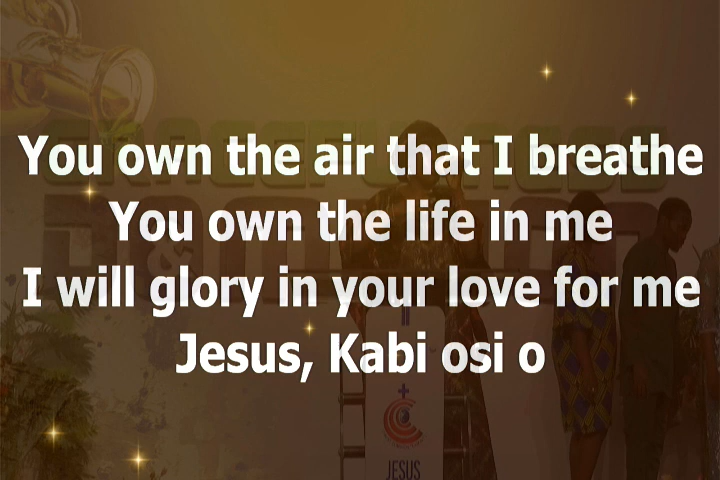 You own the air that I breathe
You own the life in me
I will glory in your love for me
Jesus, Kabi osi o
JESUS